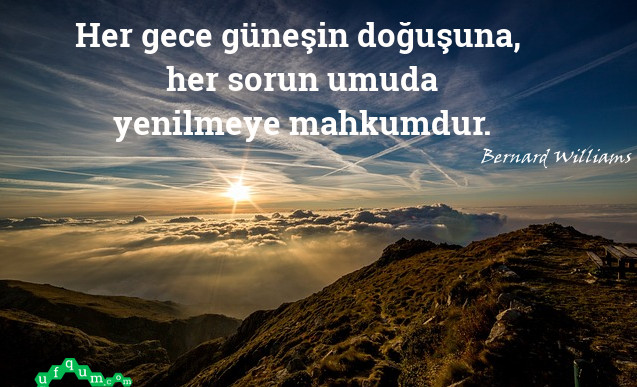 Her gece güneşin doğuşuna,
her sorun umuda
yenilmeye mahkumdur.
Bernard Williams
ufqum.com